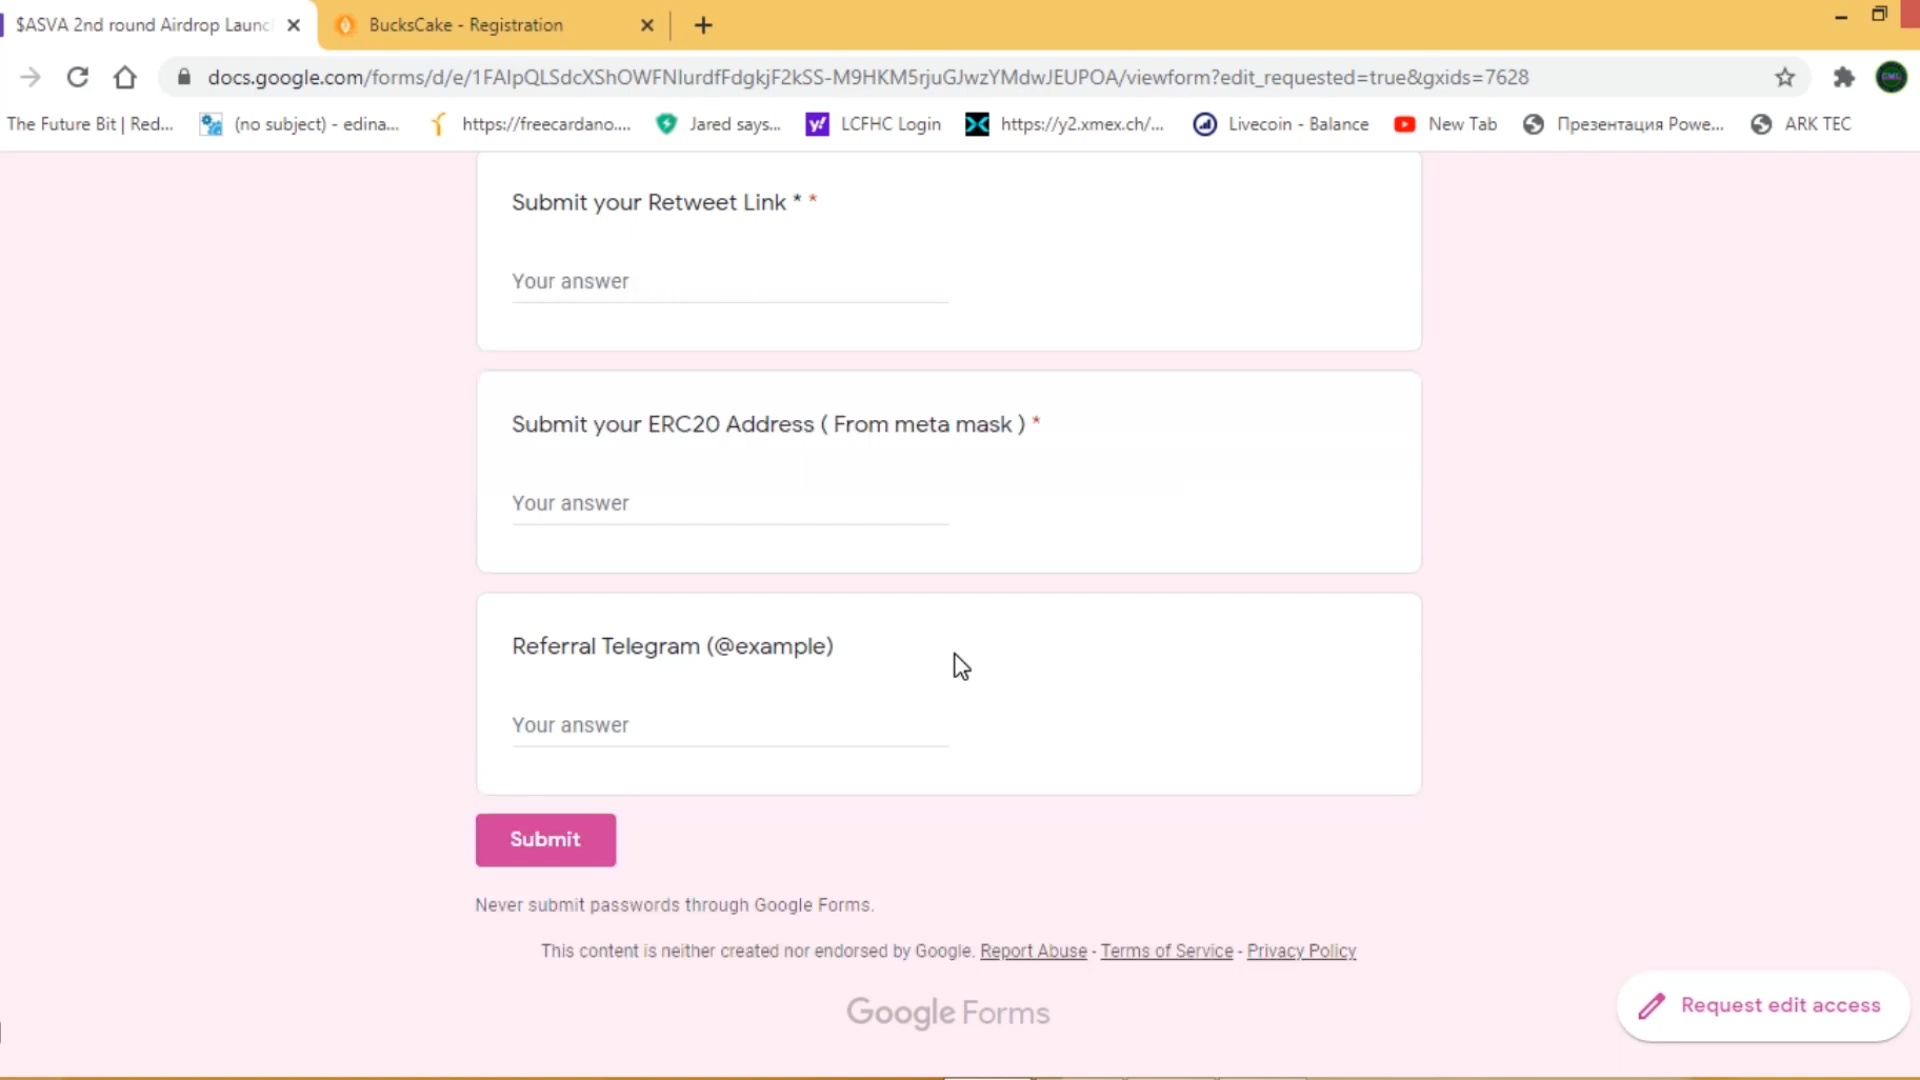 $ASVA 2nd round Airdrop Launc
BucksCake - Registration
docs.google.com/forms/d/e/1FAIpQLSdcXShOWFNIurdfFdgkjF2kSS-M9HKM5rjuGJwzYMdwJEUPOA/viewform?edit_requested=true&gxids=7628
The Future Bit | Red...
(no subject) - edina...
https://freecardano....
Jared says...
LCFHC Login
https://y2.xmex.ch/...
Livecoin - Balance
New Tab
Презентация Powe...
ARK TEC
Submit your Retweet Link * *
Your answer
Submit your ERC20 Address ( From meta mask ) *
Your answer
Referral Telegram (@example)
Your answer
Submit
Never submit passwords through Google Forms.
This content is neither created nor endorsed by Google. Report Abuse - Terms of Service - Privacy Policy
Google Forms
Request edit access